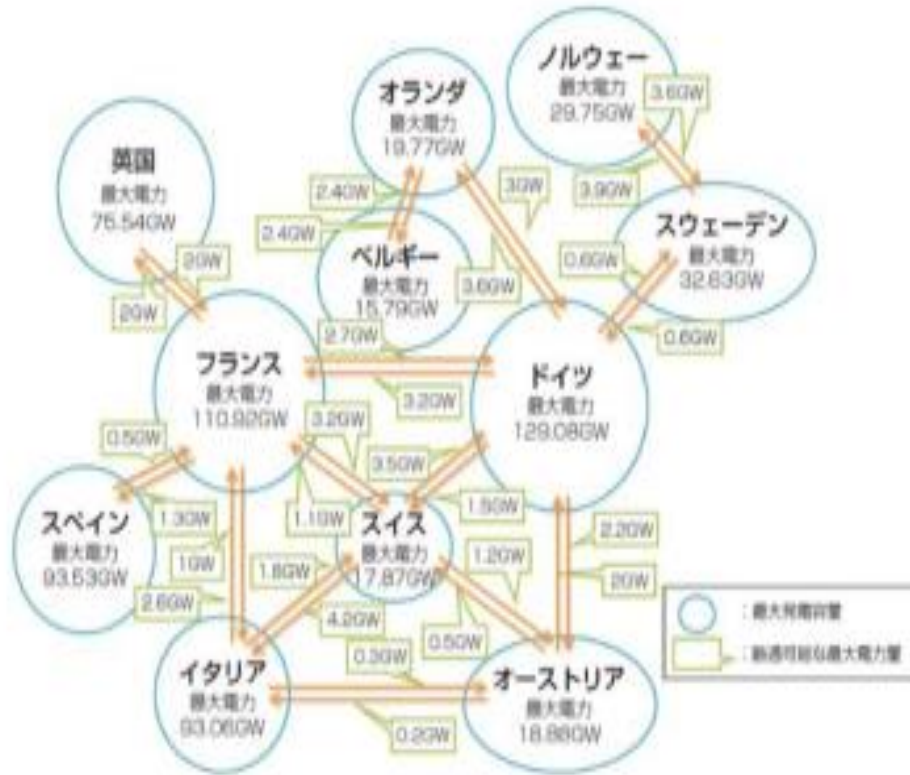 ノルウェー
最大電力
29.75GW
3.6GW
3.9GW
オランダ
最大電力
19.77GW
英国
最大電力
75.54GW
2.4GW
2.4GW
3GW
スウェーデン
最大電力
32.63GW
0.6GW
0.6GW
ベルギー
最大電力
15.79GW
3.6GW
2GW
2GW
2.7GW
フランス
最大電力
110.92GW
3.2GW
ドイツ
最大電力
129.08GW
0.5GW
3.2GW
3.5GW
1.3GW
1.1GW
1.5GW
スペイン
最大電力
93.53GW
スイス
最大電力
17.87GW
1GW
1.8GW
1.2GW
2.2GW
2GW
2.6GW
4.2GW
0.5GW
0.3GW
イタリア
最大電力
93.06GW
オーストリア
最大電力
18.88GW
0.2GW
:最大発電容量
:融通可能な最大電力量